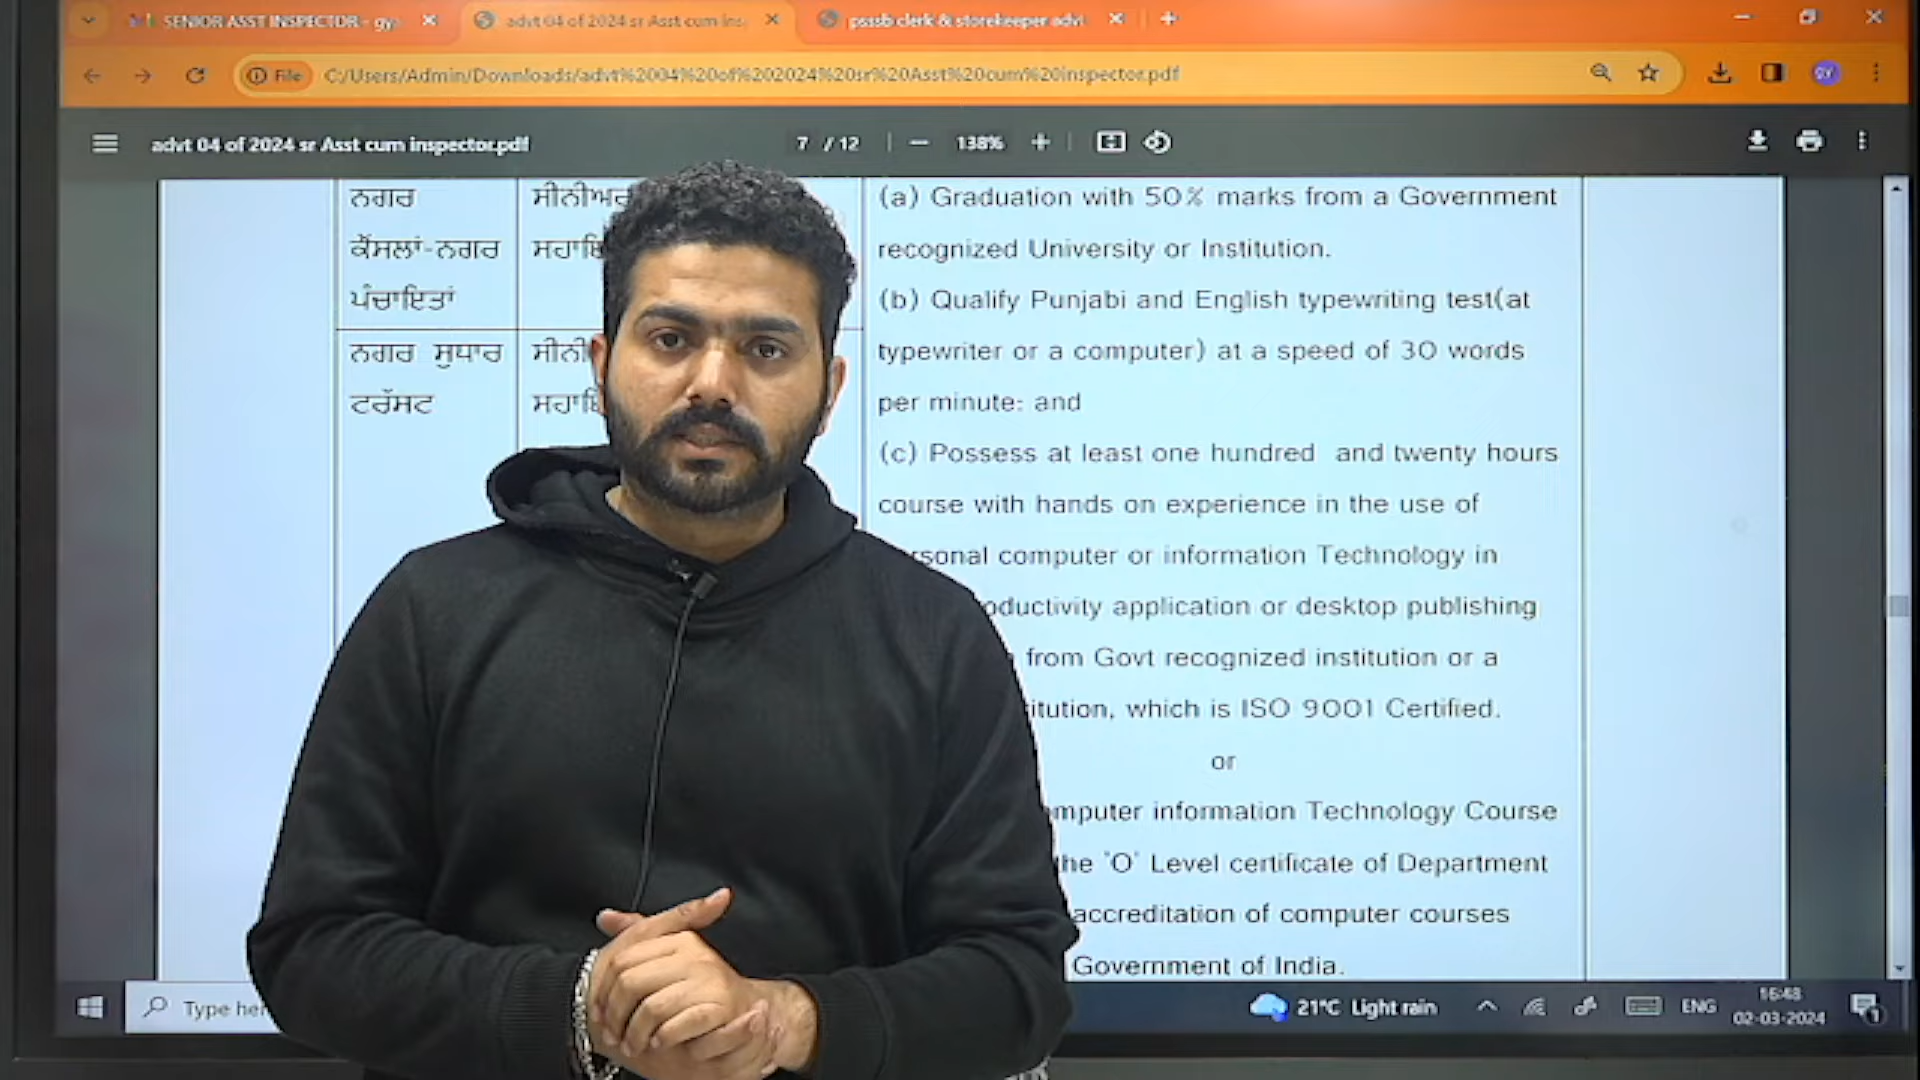 SENIOR ASST INSPECTOR - gy
advt 04 of 2024 sr Asst cum Ins
psssb clerk & storekeeper advt
File
C:/Users/Admin/Downloads/advt%2004%20of%202024%20sr%20Asst%20cum%20inspector.pdf
GY
advt 04 of 2024 sr Asst cum inspector.pdf
7 / 12
138%
ਨਗਰ
ਕੌਂਸਲਾਂ-ਨਗਰ
ਪੰਚਾਇਤਾਂ
ਸੀਨੀਅਰ
ਸਹਾਇ
ਨਗਰ ਸੁਧਾਰ
ਟਰੱਸਟ
ਸੀਨੀ
ਸਹਾਇ
(a) Graduation with 50% marks from a Government
recognized University or Institution.
(b) Qualify Punjabi and English typewriting test(at
typewriter or a computer) at a speed of 30 words
per minute: and
(c) Possess at least one hundred and twenty hours
course with hands on experience in the use of
rsonal computer or information Technology in
oductivity application or desktop publishing
from Govt recognized institution or a
itution, which is ISO 9001 Certified.
or
mputer information Technology Course
the 'O' Level certificate of Department
accreditation of computer courses
Government of India.
Type her
21°C Light rain
ENG
16:48
02-03-2024
1